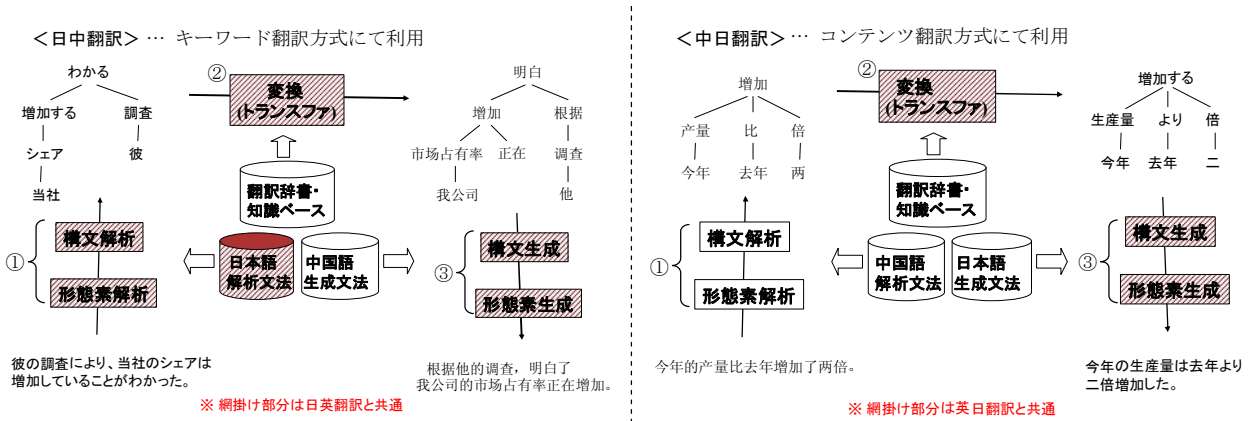 <日中翻訳> … キーワード翻訳方式にて利用
わかる
増加する 調査
シェア 彼
当社
②
変換
(トランスファ)
明白
增加 根据
市场占有率 正在 调查
我公司 他
翻訳辞書・
知識ベース
①
構文解析
形態素解析
日本語
解析文法
中国語
生成文法
③
構文生成
形態素生成
彼の調査により、当社のシェアは
増加していることがわかった。
根据他的调查，明白了
我公司的市场占有率正在增加。
※ 網掛け部分は日英翻訳と共通
<中日翻訳> … コンテンツ翻訳方式にて利用
增加
产量 比 倍
今年 去年 两
②
変換
(トランスファ)
増加する
生産量 より 倍
今年 去年 二
翻訳辞書・
知識ベース
①
構文解析
形態素解析
中国語
解析文法
日本語
生成文法
③
構文生成
形態素生成
今年的产量比去年增加了两倍。
今年の生産量は去年より
二倍増加した。
※ 網掛け部分は英日翻訳と共通